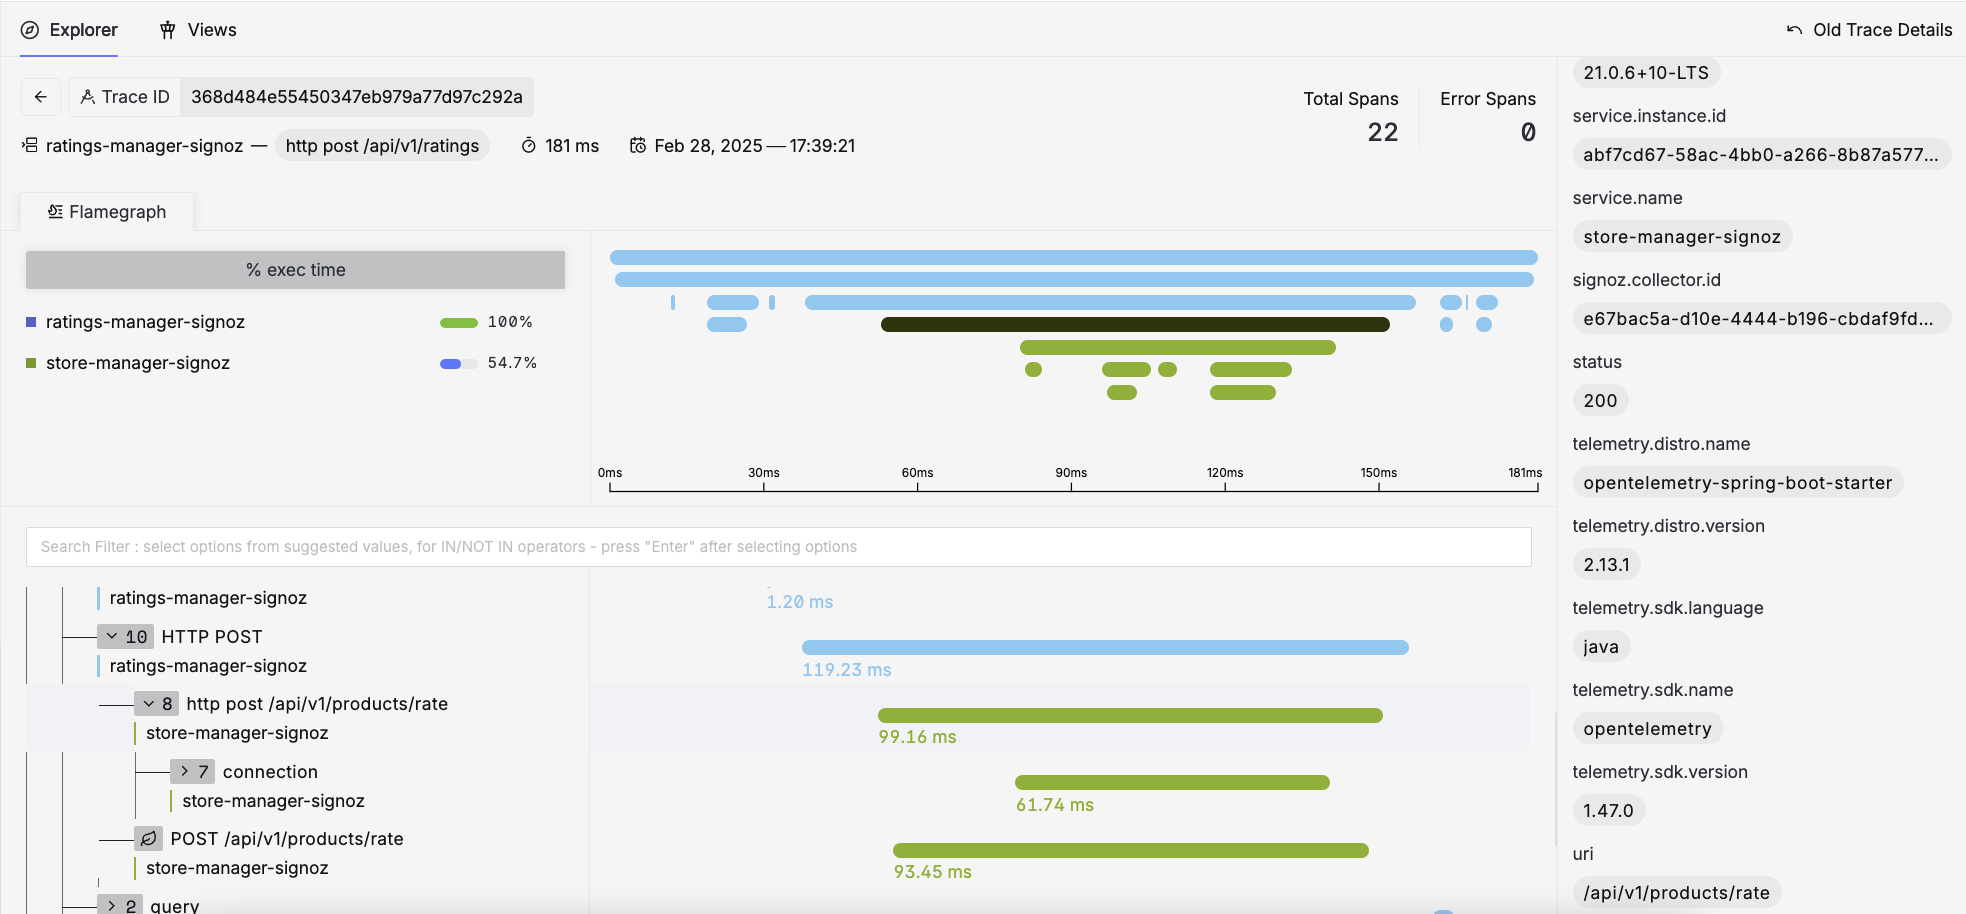 Explorer
Views
Old Trace Details
Trace ID
368d484e55450347eb979a77d97c292a
ratings-manager-signoz — http post /api/v1/ratings
181 ms
Feb 28, 2025 — 17:39:21
Total Spans
22
Error Spans
0
Flamegraph
% exec time
ratings-manager-signoz 100%
store-manager-signoz 54.7%
0ms 30ms 60ms 90ms 120ms 150ms 181ms
Search Filter : select options from suggested values, for IN/NOT IN operators - press "Enter" after selecting options
ratings-manager-signoz
1.20 ms
10 HTTP POST
ratings-manager-signoz
119.23 ms
8 http post /api/v1/products/rate
store-manager-signoz
99.16 ms
7 connection
store-manager-signoz
61.74 ms
POST /api/v1/products/rate
store-manager-signoz
93.45 ms
2 query
21.0.6+10-LTS
service.instance.id
abf7cd67-58ac-4bb0-a266-8b87a577...
service.name
store-manager-signoz
signoz.collector.id
e67bac5a-d10e-4444-b196-cbdaf9fd...
status
200
telemetry.distro.name
opentelemetry-spring-boot-starter
telemetry.distro.version
2.13.1
telemetry.sdk.language
java
telemetry.sdk.name
opentelemetry
telemetry.sdk.version
1.47.0
uri
/api/v1/products/rate